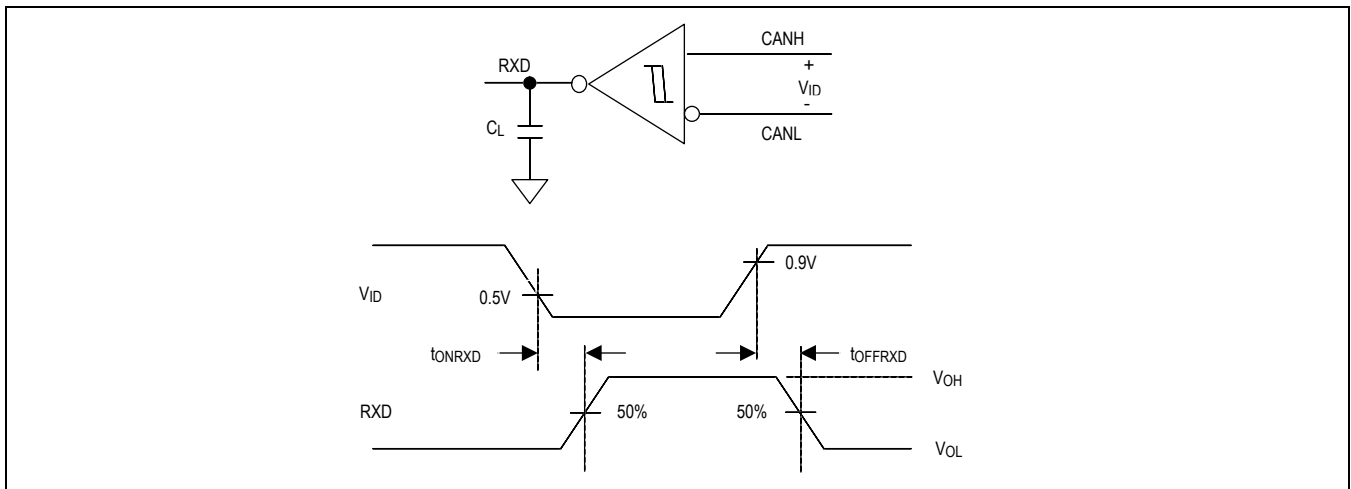 CANH
RXD
+
VID
-
CL
CANL
0.9V
VID
0.5V
tONRXD
tOFFRXD
VOH
RXD
50%
50%
VOL